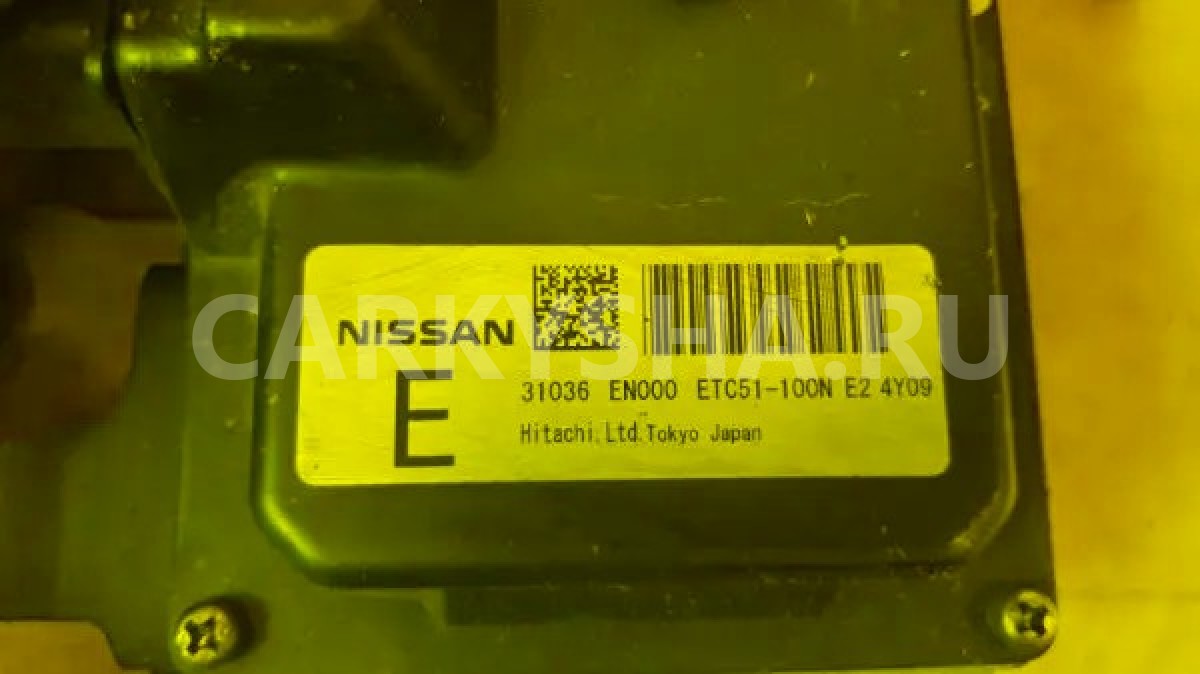 NISSAN
CARKYSHA.RU
E
31036 EN000 ETC51-100N E2 4Y09
Hitachi.Ltd.Tokyo Japan